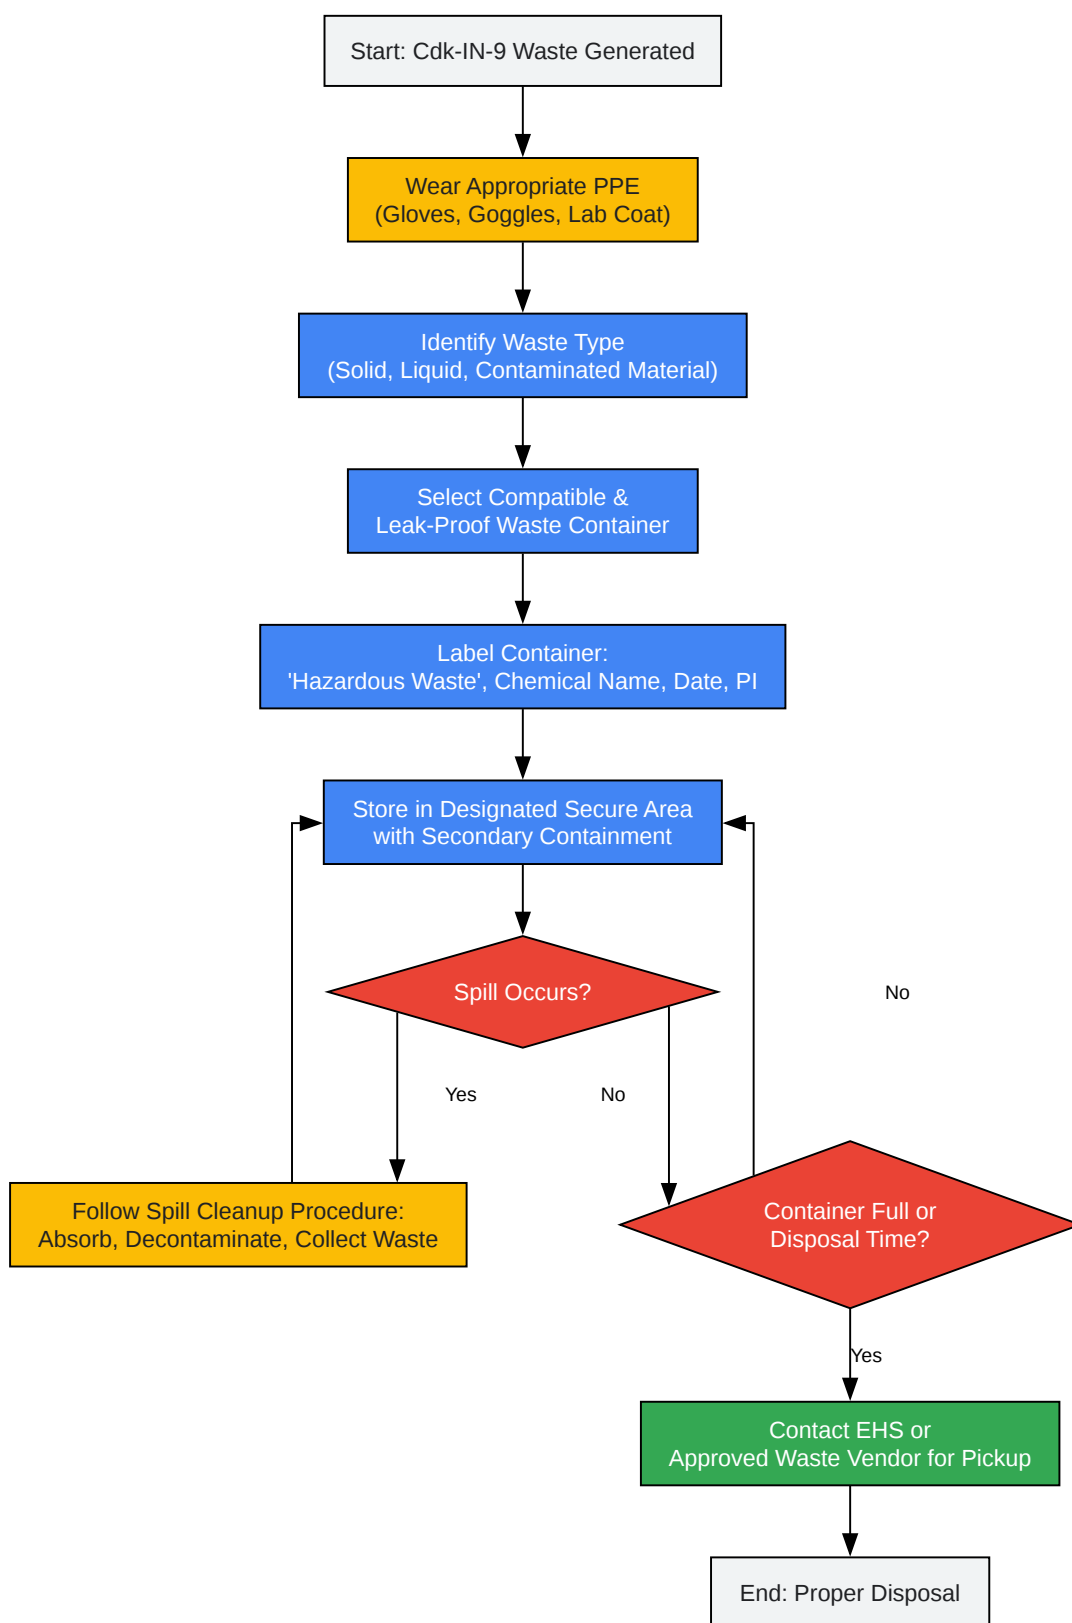 Start: Cdk-IN-9 Waste Generated
Wear Appropriate PPE
(Gloves, Goggles, Lab Coat)
Identify Waste Type
(Solid, Liquid, Contaminated Material)
Select Compatible &
Leak-Proof Waste Container
Label Container:
'Hazardous Waste', Chemical Name, Date, PI
Store in Designated Secure Area
with Secondary Containment
Spill Occurs?
No
Yes
No
Follow Spill Cleanup Procedure:
Absorb, Decontaminate, Collect Waste
Container Full or
Disposal Time?
Yes
Contact EHS or
Approved Waste Vendor for Pickup
End: Proper Disposal